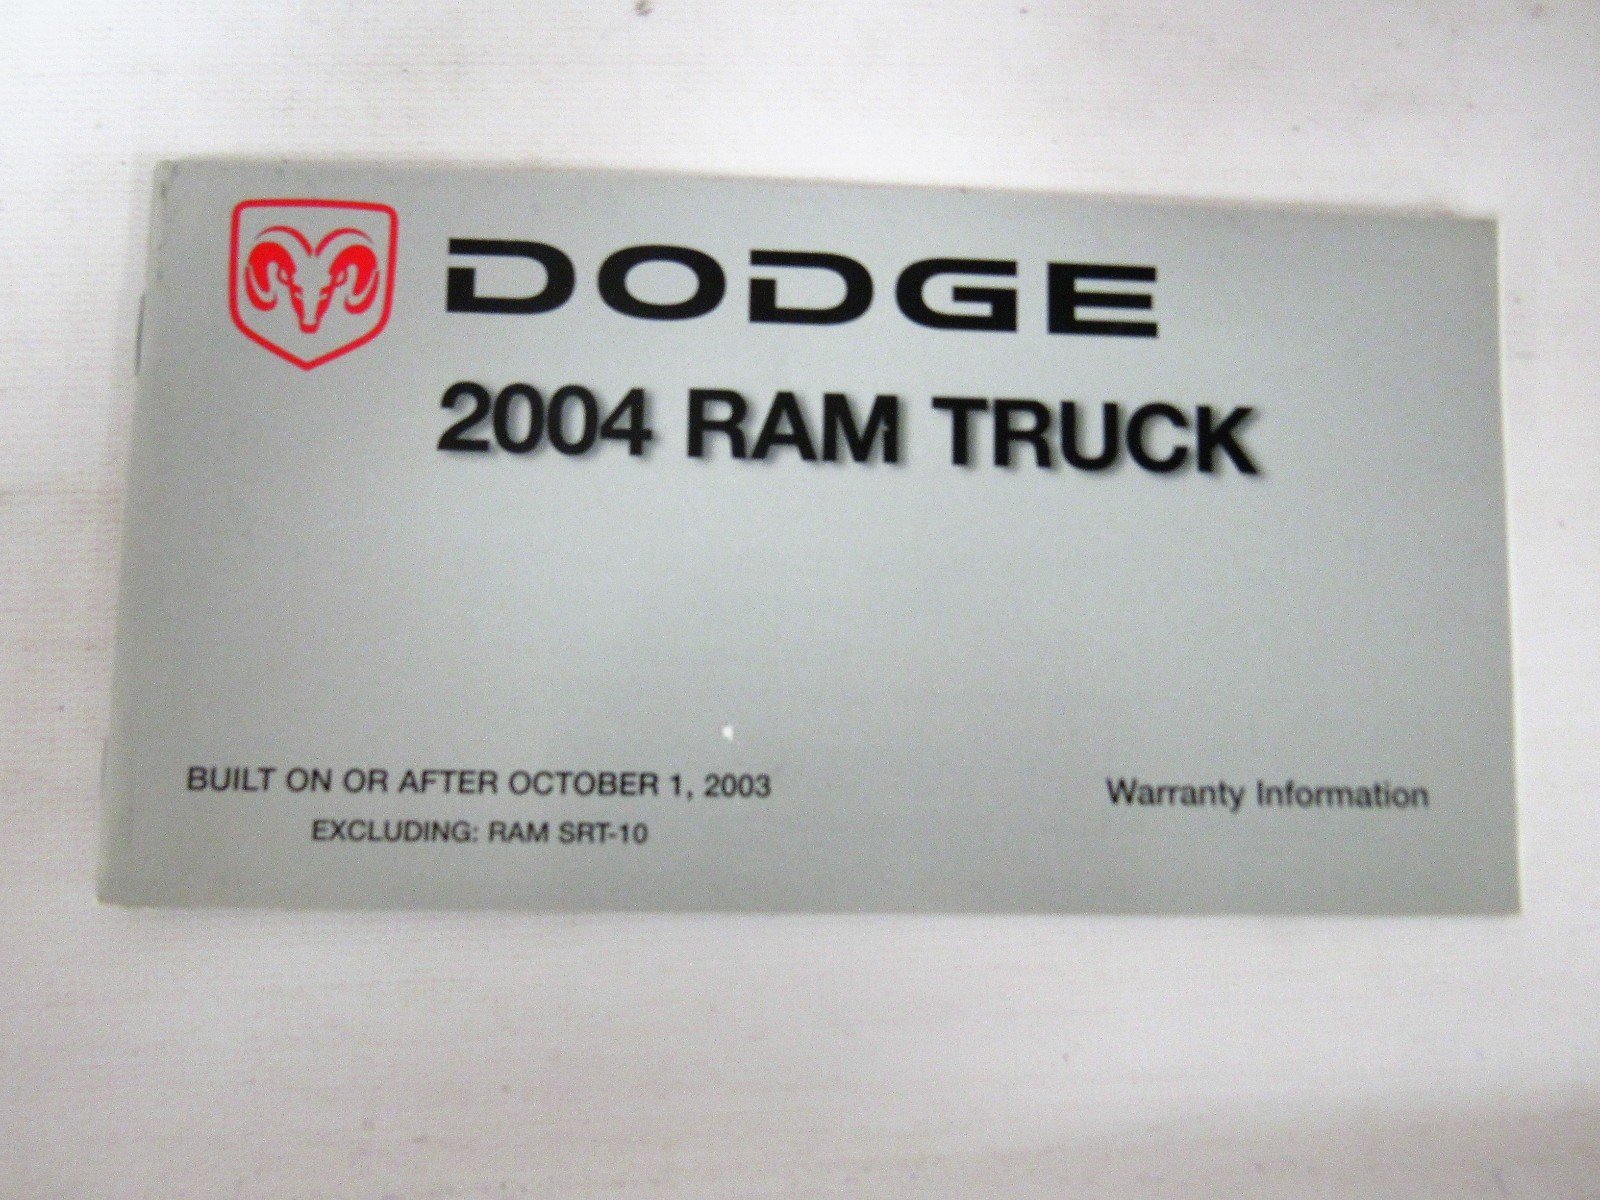 DODGE
2004 RAM TRUCK
BUILT ON OR AFTER OCTOBER 1, 2003
EXCLUDING: RAM SRT-10
Warranty Information